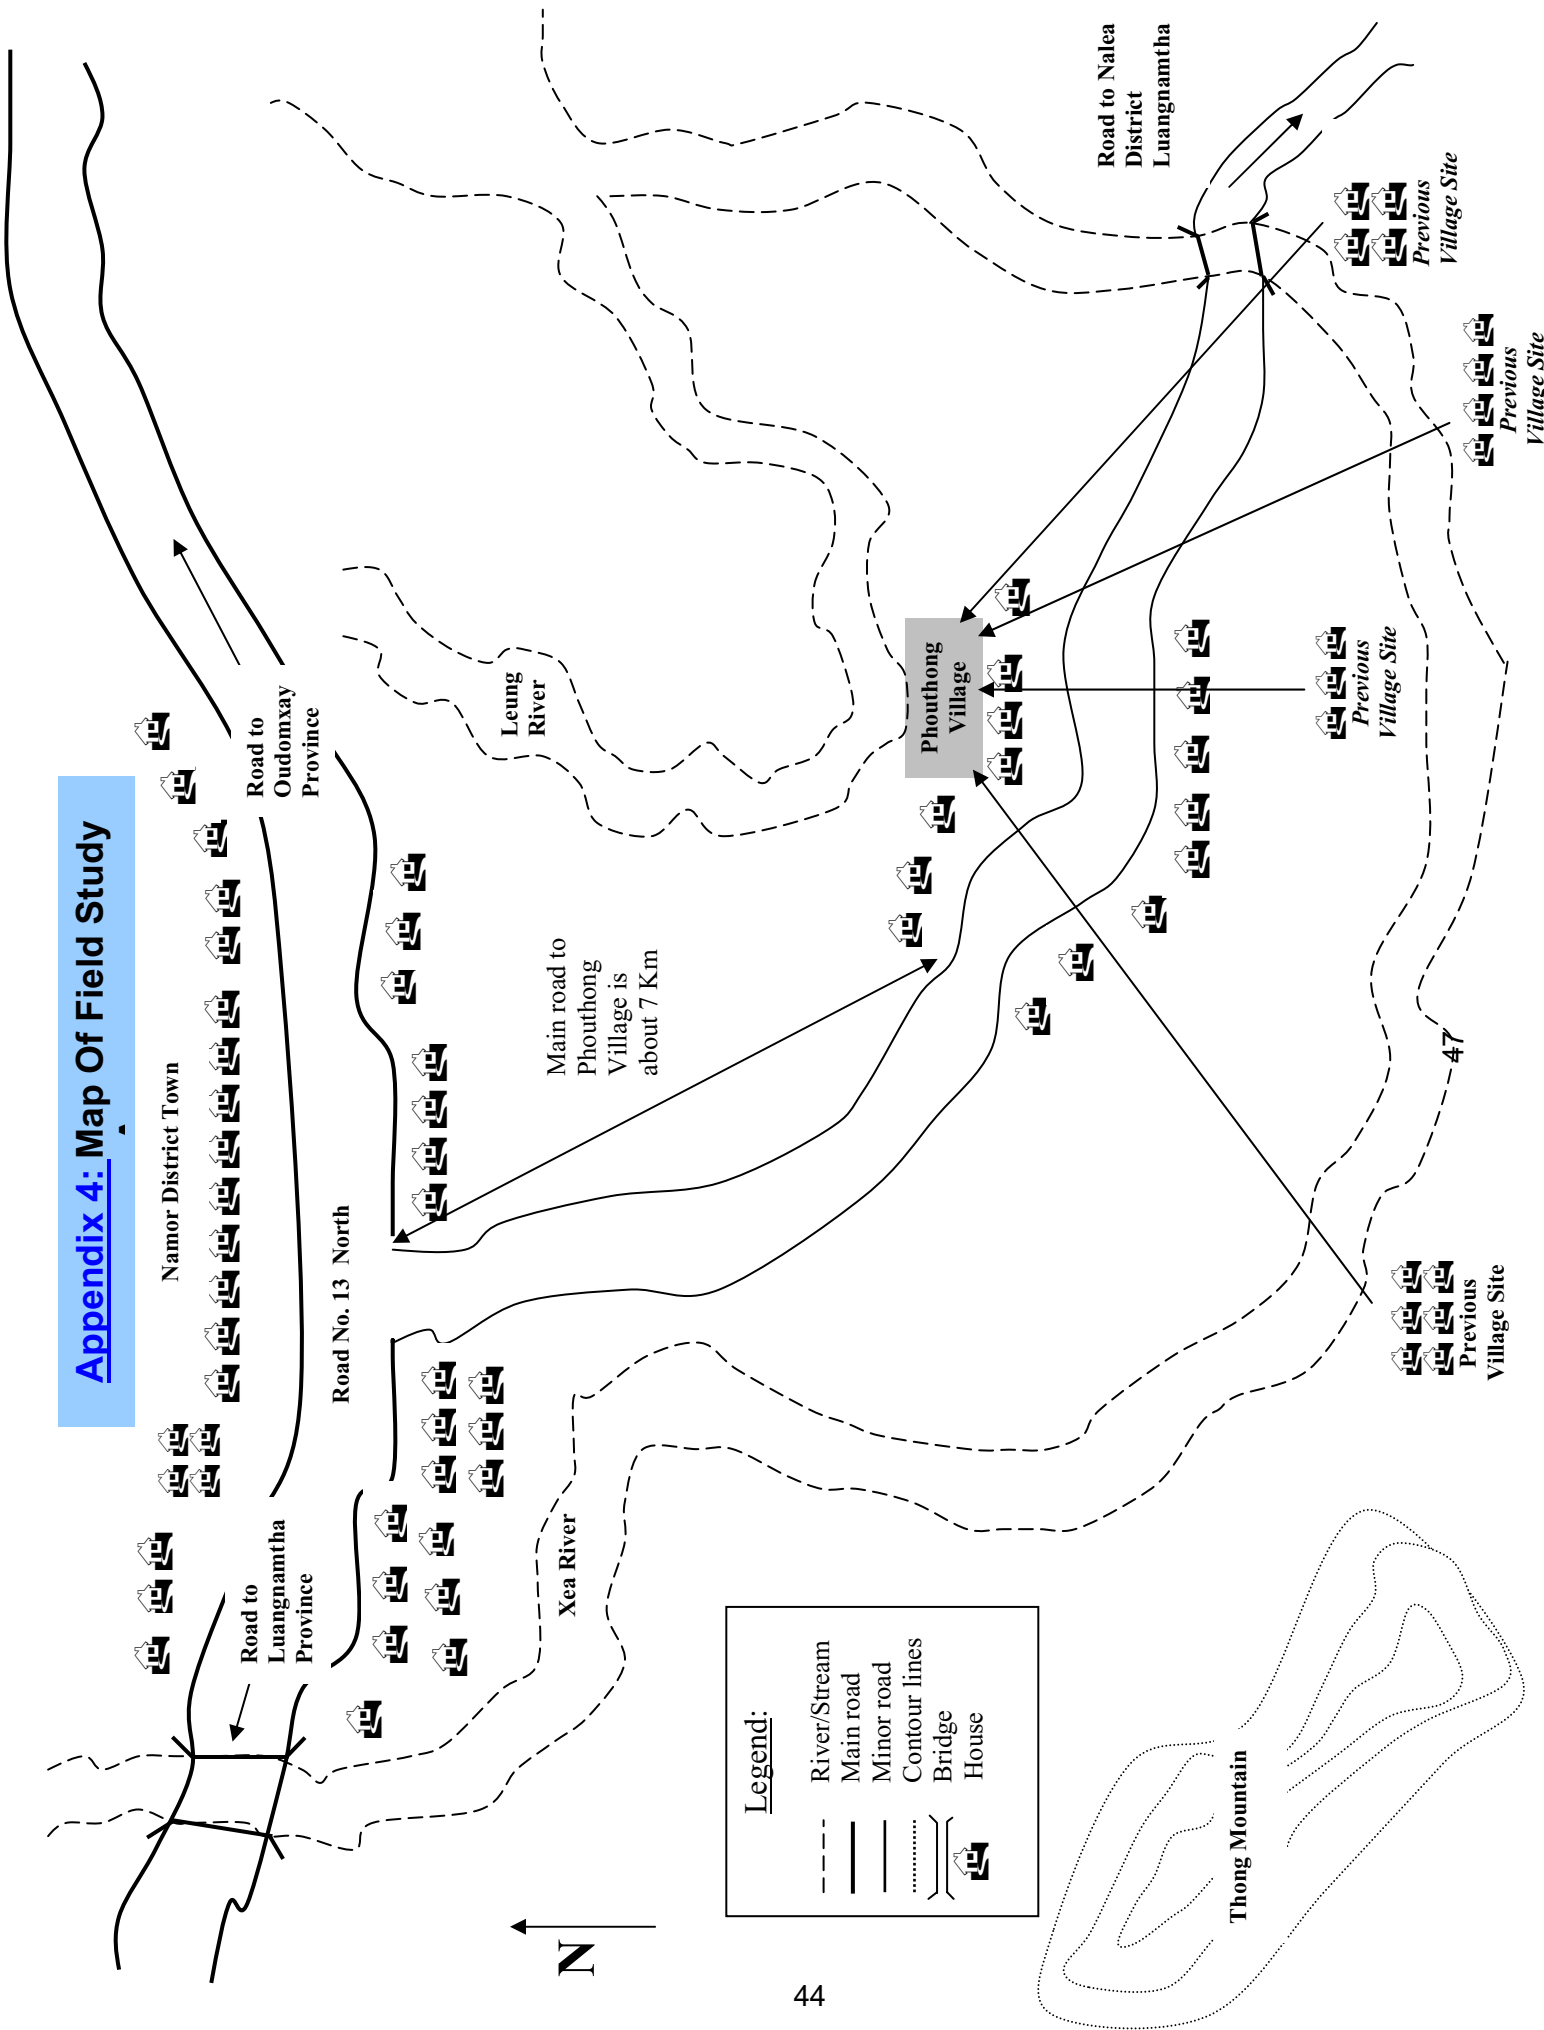 Appendix 4: Map Of Field Study
Namor District Town
Road to
Oudomxay
Province
Road No. 13 North
Road to
Luangnamtha
Province
Leung
River
Main road to
Phouthong
Village is
about 7 Km
Xea River
Phouthong
Village
Road to Nalea
District
Luangnamtha
Previous
Village Site
Previous
Village Site
Previous
Village Site
Previous
Village Site
47
Legend:
River/Stream
Main road
Minor road
Contour lines
Bridge
House
Thong Mountain
N
44